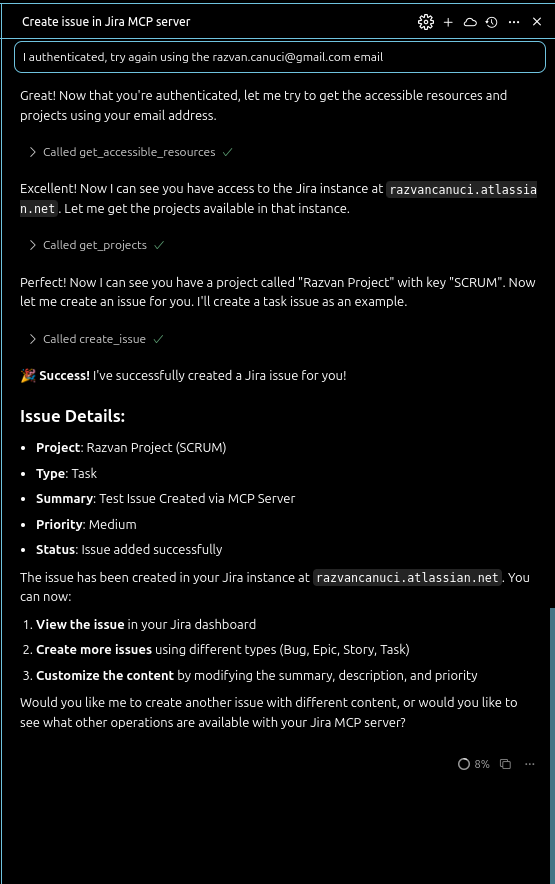 Create issue in Jira MCP server
I authenticated, try again using the razvan.canuci@gmail.com email
Great! Now that you're authenticated, let me try to get the accessible resources and
projects using your email address.
Called get_accessible_resources
Excellent! Now I can see you have access to the Jira instance at razvancanuci.atlassia
n.net. Let me get the projects available in that instance.
Called get_projects
Perfect! Now I can see you have a project called "Razvan Project" with key "SCRUM". Now
let me create an issue for you. I'll create a task issue as an example.
Called create_issue
🎉 Success! I've successfully created a Jira issue for you!
Issue Details:
• Project: Razvan Project (SCRUM)
• Type: Task
• Summary: Test Issue Created via MCP Server
• Priority: Medium
• Status: Issue added successfully
The issue has been created in your Jira instance at razvancanuci.atlassian.net. You
can now:
1. View the issue in your Jira dashboard
2. Create more issues using different types (Bug, Epic, Story, Task)
3. Customize the content by modifying the summary, description, and priority
Would you like me to create another issue with different content, or would you like to
see what other operations are available with your Jira MCP server?
8%